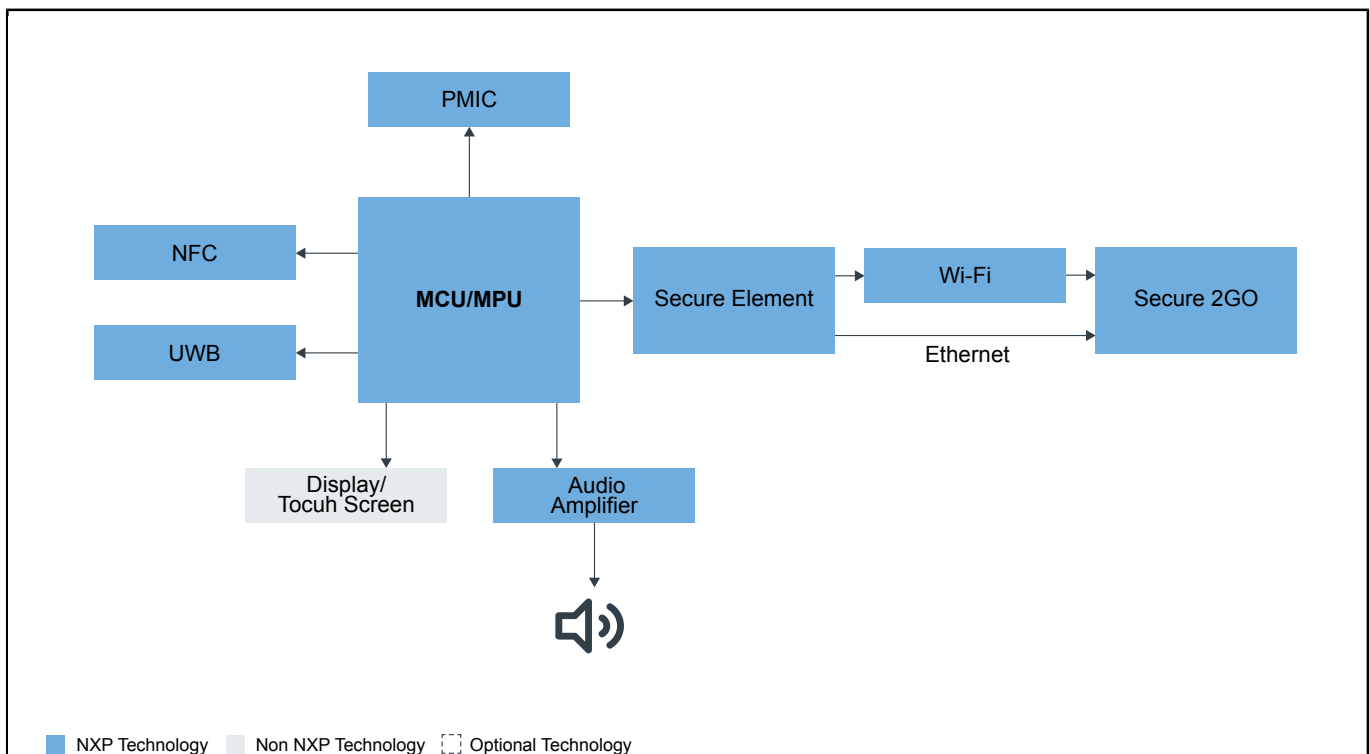 PMIC
NFC
MCU/MPU
Secure Element
Wi-Fi
Secure 2GO
UWB
Ethernet
Display/
Tocuh Screen
Audio
Amplifier
NXP Technology
Non NXP Technology
Optional Technology